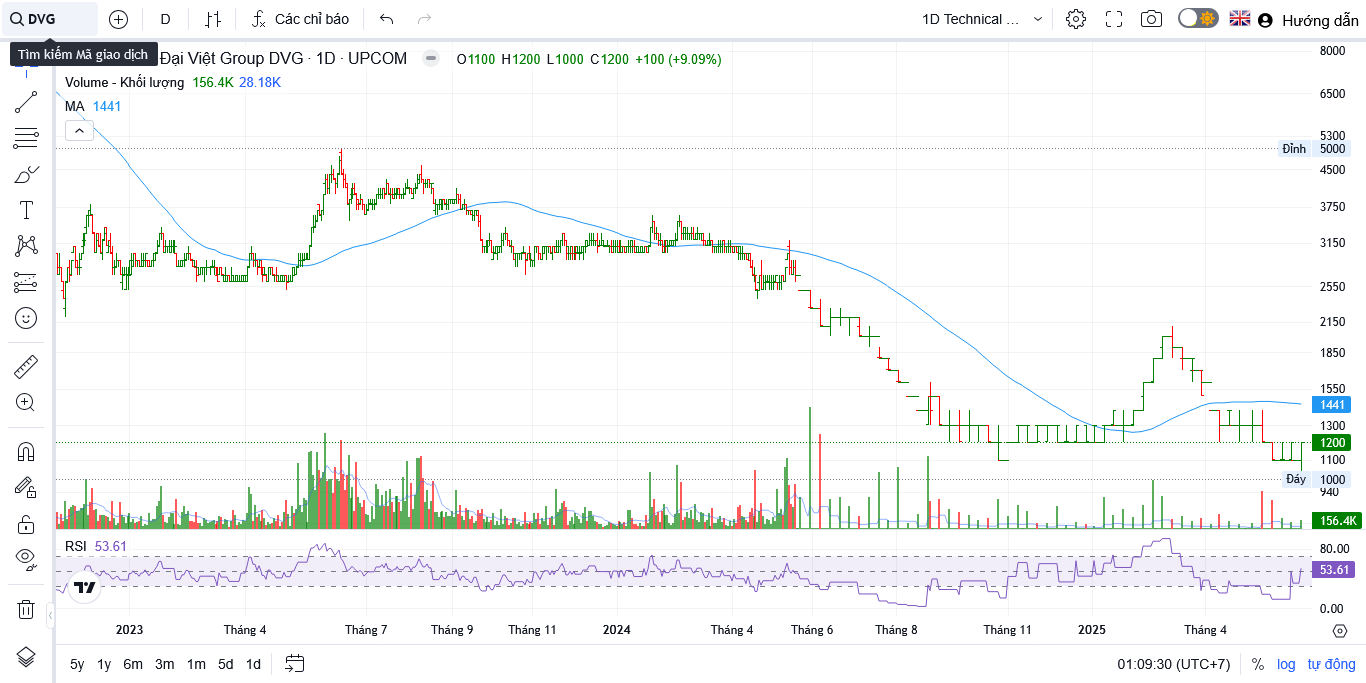 DVG
D
Các chỉ báo
1D Technical ...
Hướng dẫn
Tìm kiếm Mã giao dịch
Đại Việt Group DVG · 1D · UPCOM
O1100 H1200 L1000 C1200 +100 (+9.09%)
Volume - Khối lượng 156.4K 28.18K
MA 1441
8000
6500
5300
Đỉnh 5000
4500
3750
3150
2550
2150
1850
1550
1441
1300
1200
1100
Đáy 1000
940
156.4K
RSI 53.61
80.00
53.61
0.00
2023 Tháng 4 Tháng 7 Tháng 9 Tháng 11 2024 Tháng 4 Tháng 6 Tháng 8 Tháng 11 2025 Tháng 4
5y 1y 6m 3m 1m 5d 1d
01:09:30 (UTC+7) % log tự động